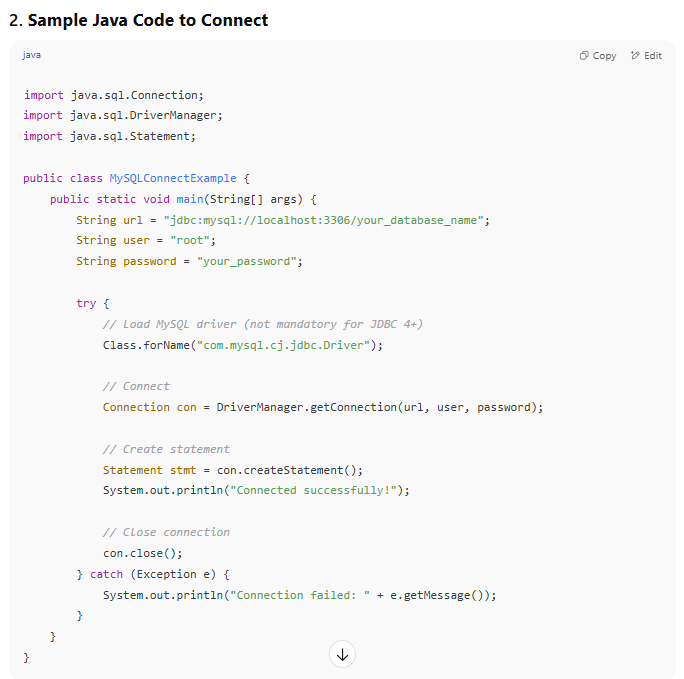 2. Sample Java Code to Connect
java
Copy
Edit
import java.sql.Connection;
import java.sql.DriverManager;
import java.sql.Statement;
public class MySQLConnectExample {
    public static void main(String[] args) {
        String url = "jdbc:mysql://localhost:3306/your_database_name";
        String user = "root";
        String password = "your_password";
        try {
            // Load MySQL driver (not mandatory for JDBC 4+)
            Class.forName("com.mysql.cj.jdbc.Driver");
            // Connect
            Connection con = DriverManager.getConnection(url, user, password);
            // Create statement
            Statement stmt = con.createStatement();
            System.out.println("Connected successfully!");
            // Close connection
            con.close();
        } catch (Exception e) {
            System.out.println("Connection failed: " + e.getMessage());
        }
    }
}